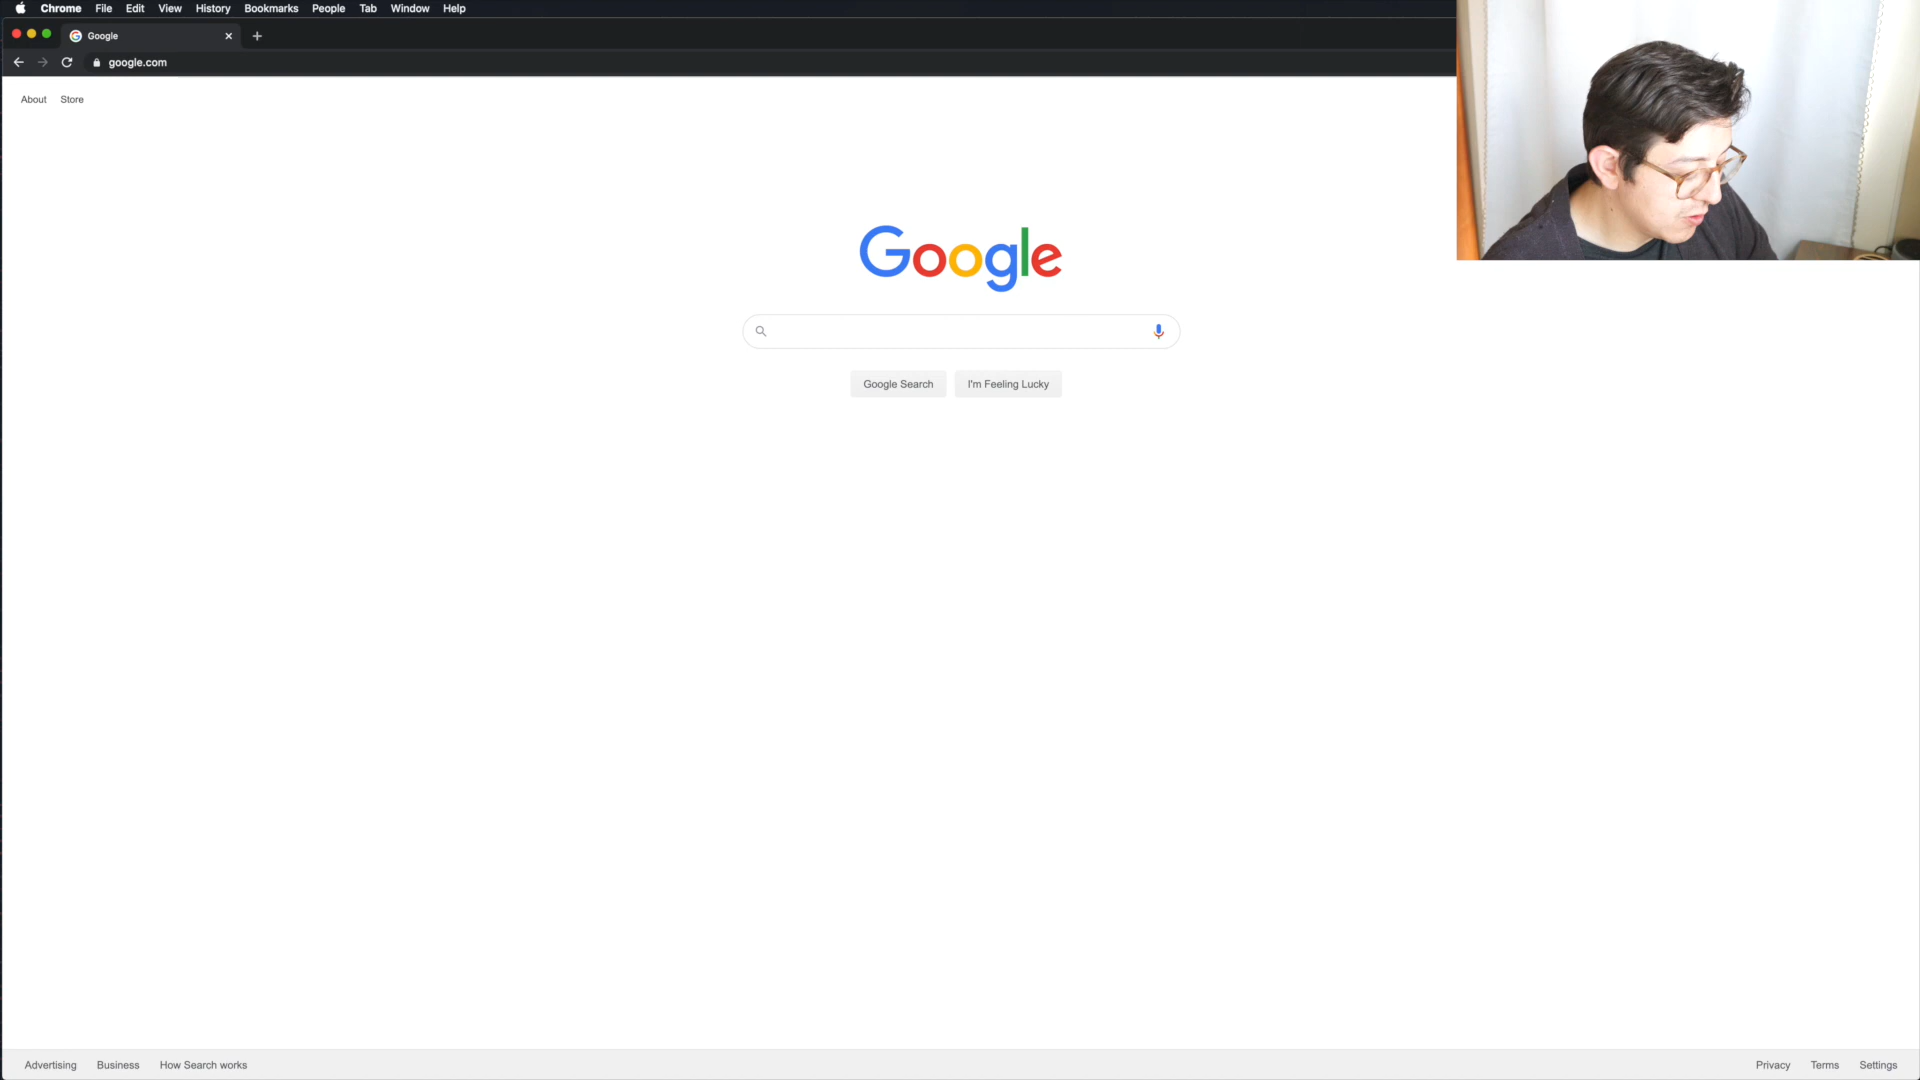 Chrome File Edit View History Bookmarks People Tab Window Help
Google
google.com
About Store
Google
Google Search I'm Feeling Lucky
Advertising Business How Search works Privacy Terms Settings